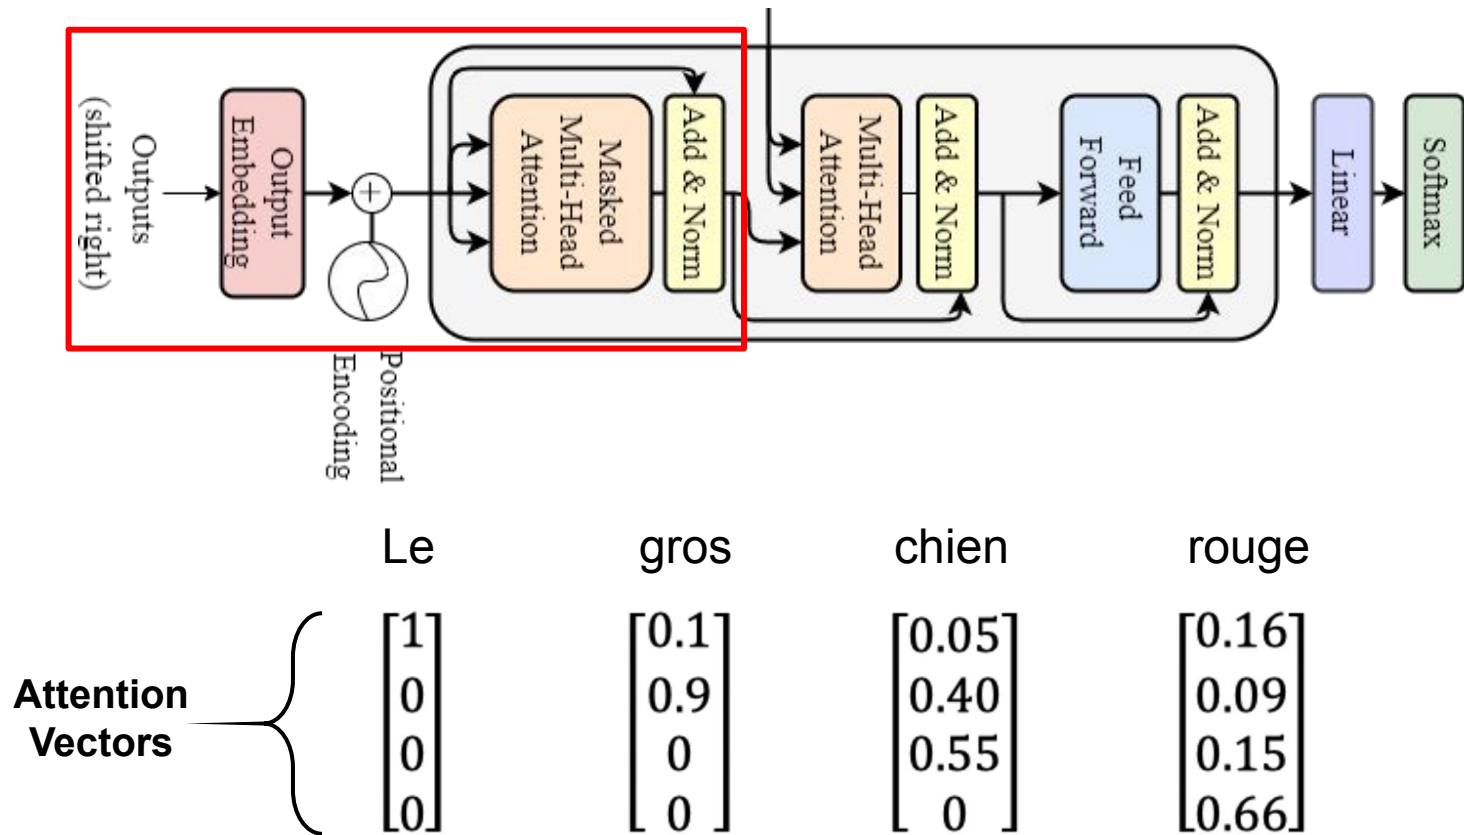 Outputs
(shifted right)
Output
Embedding
+
Positional
Encoding
Masked
Multi-Head
Attention
Add & Norm
Multi-Head
Attention
Add & Norm
Feed
Forward
Add & Norm
Linear
Softmax
Le gros chien rouge
Attention
Vectors
1 0.1 0.05 0.16
0 0.9 0.40 0.09
0 0 0.55 0.15
0 0 0 0.66